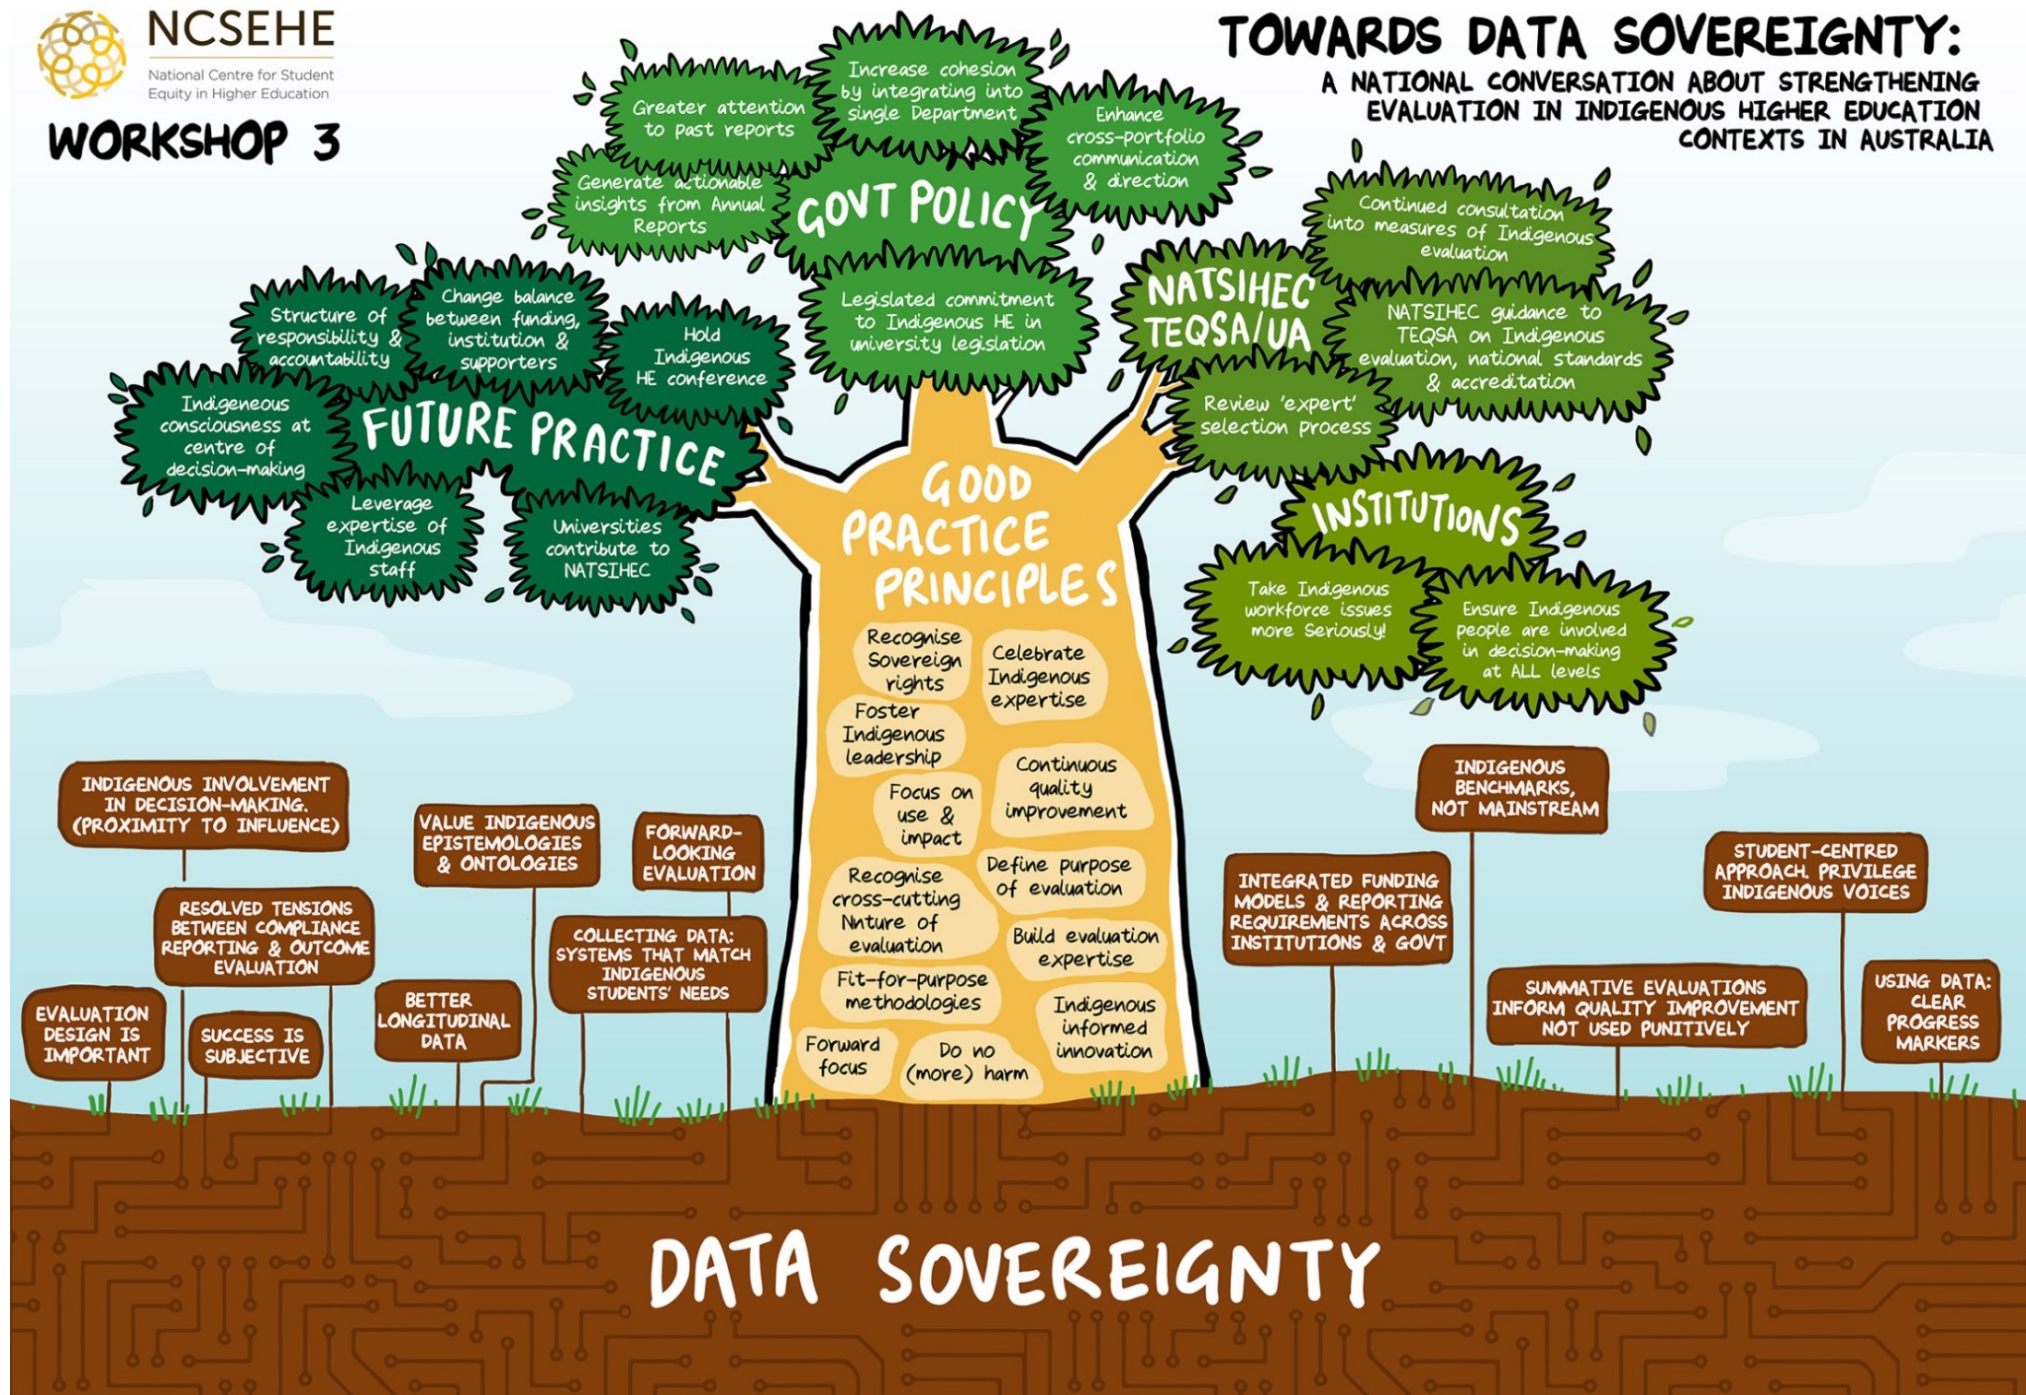 NCSEHE
National Centre for Student
Equity in Higher Education
WORKSHOP 3
TOWARDS DATA SOVEREIGNTY:
A NATIONAL CONVERSATION ABOUT STRENGTHENING
EVALUATION IN INDIGENOUS HIGHER EDUCATION
CONTEXTS IN AUSTRALIA
GOVT POLICY
Greater attention
to past reports
Increase cohesion
by integrating into
single Department
Enhance
cross-portfolio
communication
& direction
Generate actionable
insights from Annual
Reports
Legislated commitment
to Indigenous HE in
university legislation
NATSIHEC
TEQSA/UA
Continued consultation
into measures of Indigenous
evaluation
NATSIHEC guidance to
TEQSA on Indigenous
evaluation, national standards
& accreditation
Review 'expert'
selection process
FUTURE PRACTICE
Structure of
responsibility &
accountability
Change balance
between funding,
institution &
supporters
Hold
Indigenous
HE conference
Indigeneous
consciousness at
centre of
decision-making
Leverage
expertise of
Indigenous
staff
Universities
contribute to
NATSIHEC
INSTITUTIONS
Take Indigenous
workforce issues
more Seriously!
Ensure Indigenous
people are involved
in decision-making
at ALL levels
GOOD
PRACTICE
PRINCIPLES
Recognise
Sovereign
rights
Celebrate
Indigenous
expertise
Foster
Indigenous
leadership
Continuous
quality
improvement
Focus on
use &
impact
Define purpose
of evaluation
Recognise
cross-cutting
Nnture of
evaluation
Build evaluation
expertise
Fit-for-purpose
methodologies
Indigenous
informed
innovation
Forward
focus
Do no
(more) harm
INDIGENOUS INVOLVEMENT
IN DECISION-MAKING.
(PROXIMITY TO INFLUENCE)
RESOLVED TENSIONS
BETWEEN COMPLIANCE
REPORTING & OUTCOME
EVALUATION
EVALUATION
DESIGN IS
IMPORTANT
SUCCESS IS
SUBJECTIVE
VALUE INDIGENOUS
EPISTEMOLOGIES
& ONTOLOGIES
BETTER
LONGITUDINAL
DATA
FORWARD-
LOOKING
EVALUATION
COLLECTING DATA:
SYSTEMS THAT MATCH
INDIGENOUS
STUDENTS' NEEDS
INDIGENOUS
BENCHMARKS,
NOT MAINSTREAM
INTEGRATED FUNDING
MODELS & REPORTING
REQUIREMENTS ACROSS
INSTITUTIONS & GOVT
STUDENT-CENTRED
APPROACH. PRIVILEGE
INDIGENOUS VOICES
SUMMATIVE EVALUATIONS
INFORM QUALITY IMPROVEMENT
NOT USED PUNITIVELY
USING DATA:
CLEAR
PROGRESS
MARKERS
DATA SOVEREIGNTY